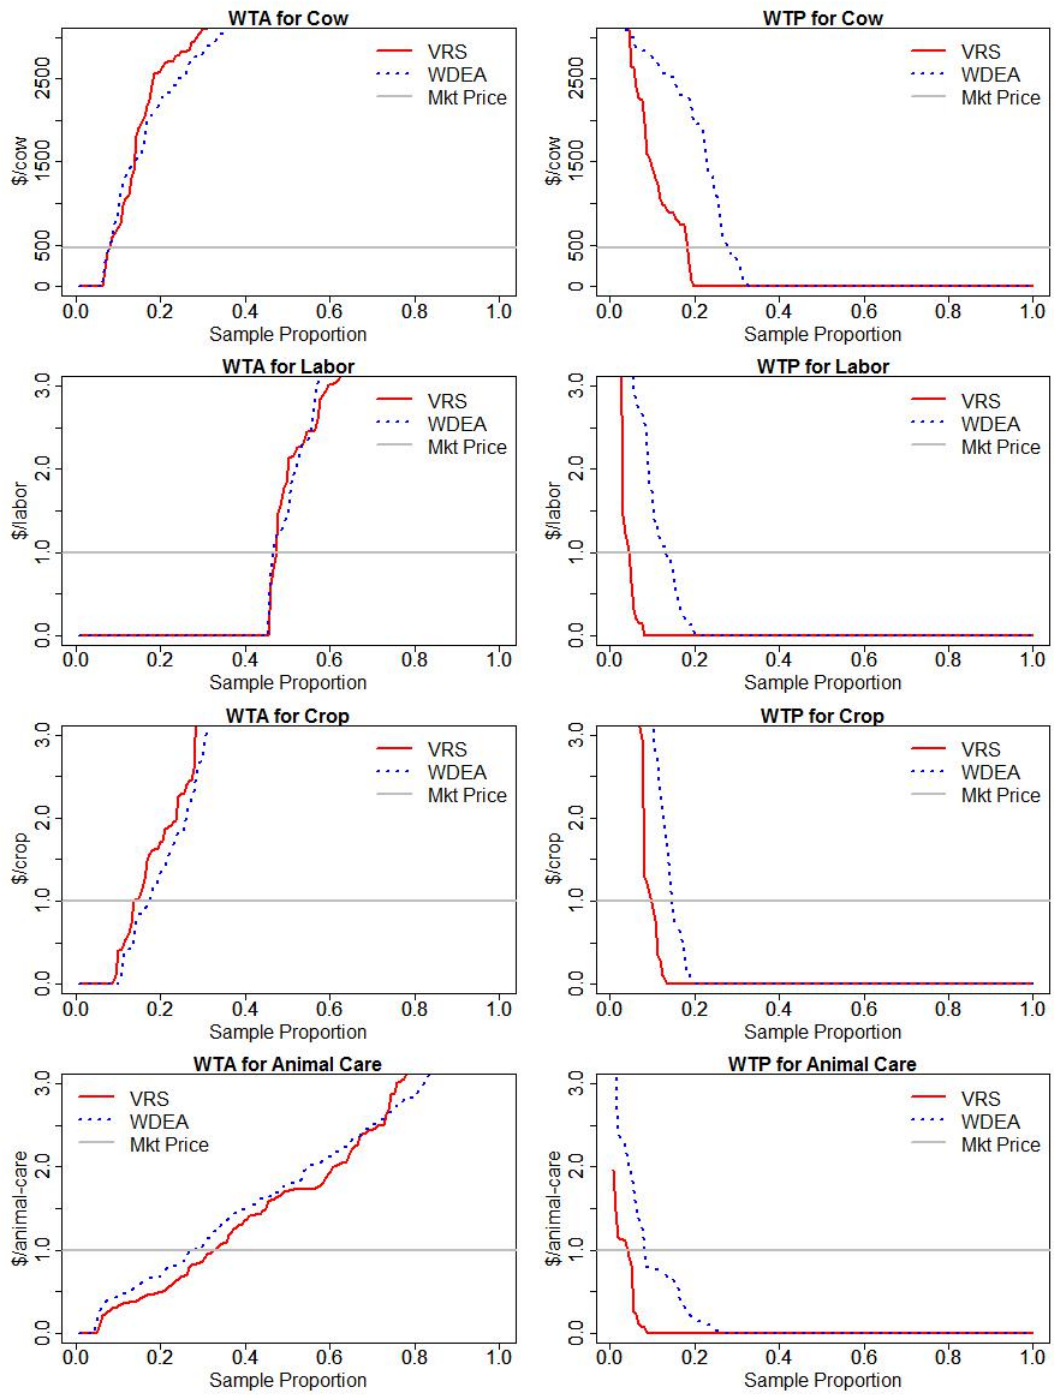 WTA for Cow
VRS
WDEA
Mkt Price
$/cow
0 500 1500 2500
0.0 0.2 0.4 0.6 0.8 1.0
Sample Proportion
WTP for Cow
VRS
WDEA
Mkt Price
$/cow
0 500 1500 2500
0.0 0.2 0.4 0.6 0.8 1.0
Sample Proportion
WTA for Labor
VRS
WDEA
Mkt Price
$/labor
0.0 1.0 2.0 3.0
0.0 0.2 0.4 0.6 0.8 1.0
Sample Proportion
WTP for Labor
VRS
WDEA
Mkt Price
$/labor
0.0 1.0 2.0 3.0
0.0 0.2 0.4 0.6 0.8 1.0
Sample Proportion
WTA for Crop
VRS
WDEA
Mkt Price
$/crop
0.0 1.0 2.0 3.0
0.0 0.2 0.4 0.6 0.8 1.0
Sample Proportion
WTP for Crop
VRS
WDEA
Mkt Price
$/crop
0.0 1.0 2.0 3.0
0.0 0.2 0.4 0.6 0.8 1.0
Sample Proportion
WTA for Animal Care
VRS
WDEA
Mkt Price
$/animal-care
0.0 1.0 2.0 3.0
0.0 0.2 0.4 0.6 0.8 1.0
Sample Proportion
WTP for Animal Care
VRS
WDEA
Mkt Price
$/animal-care
0.0 1.0 2.0 3.0
0.0 0.2 0.4 0.6 0.8 1.0
Sample Proportion